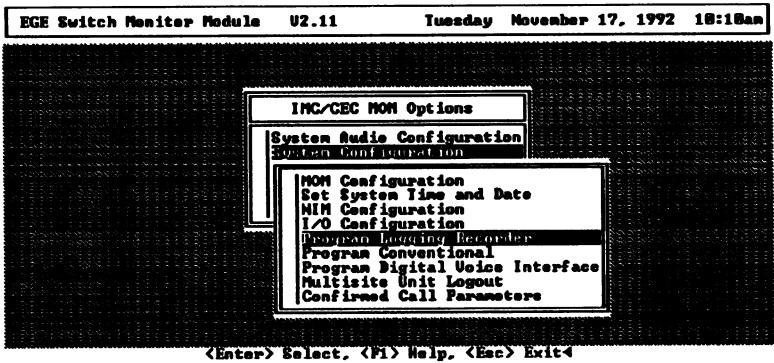 EGE Switch Monitor Module V2.11 Tuesday November 17, 1992 10:10am
IMC/CEC MOM Options
System Audio Configuration
System Configuration
MOM Configuration
Set System Time and Date
NIM Configuration
I/O Configuration
Program Logging Recorder
Program Conventional
Program Digital Voice Interface
Multisite Unit Logout
Confirmed Call Parameters
<Enter> Select, <F1> Help, <Esc> Exit